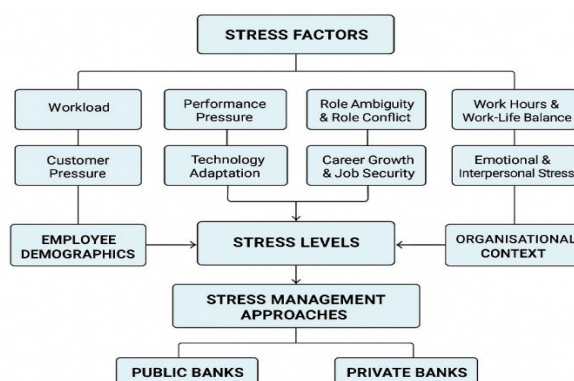 STRESS FACTORS
Workload
Performance
Pressure
Role Ambiguity
& Role Conflict
Work Hours &
Work-Life Balance
Customer
Pressure
Technology
Adaptation
Career Growth
& Job Security
Emotional &
Interpersonal Stress
EMPLOYEE
DEMOGRAPHICS
STRESS LEVELS
ORGANISATIONAL
CONTEXT
STRESS MANAGEMENT
APPROACHES
PUBLIC BANKS
PRIVATE BANKS